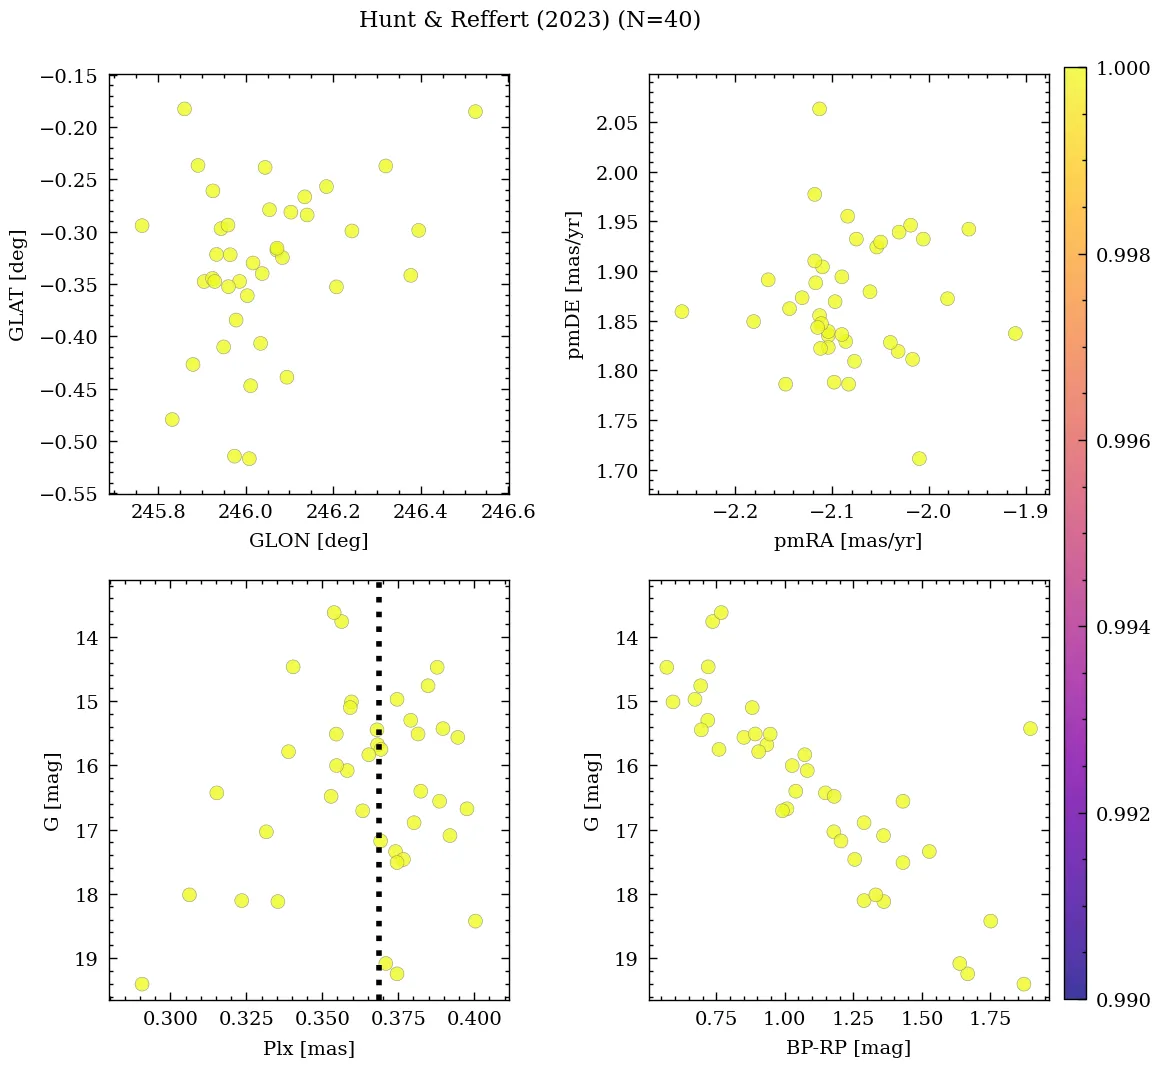 Hunt & Reffert (2023) (N=40)
−0.15
−0.20
−0.25
−0.30
−0.35
−0.40
−0.45
−0.50
−0.55
GLAT [deg]
245.8 246.0 246.2 246.4 246.6
GLON [deg]
2.05
2.00
1.95
1.90
1.85
1.80
1.75
1.70
pmDE [mas/yr]
−2.2 −2.1 −2.0 −1.9
pmRA [mas/yr]
14
15
16
17
18
19
G [mag]
0.300 0.325 0.350 0.375 0.400
Plx [mas]
14
15
16
17
18
19
G [mag]
0.75 1.00 1.25 1.50 1.75
BP-RP [mag]
1.000
0.998
0.996
0.994
0.992
0.990